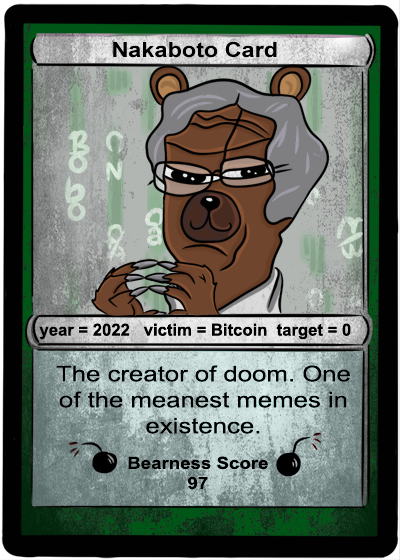 Nakaboto Card
year = 2022 victim = Bitcoin target = 0
The creator of doom. One
of the meanest memes in
existence.
Bearness Score
97